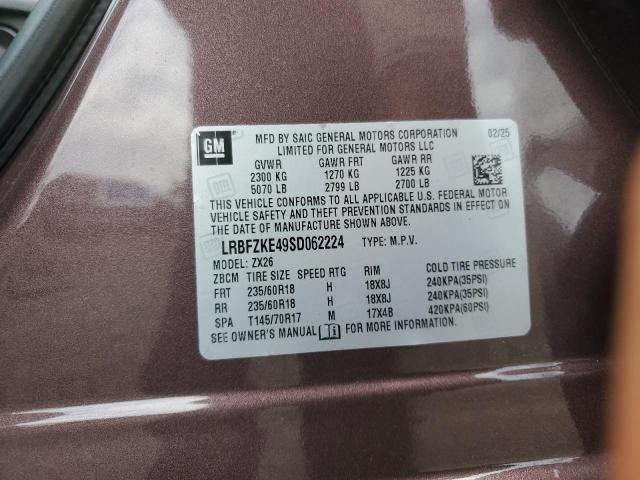 GM
MFD BY SAIC GENERAL MOTORS CORPORATION 02/25
LIMITED FOR GENERAL MOTORS LLC
GVWR GAWR FRT GAWR RR
2300 KG 1270 KG 1225 KG
5070 LB 2799 LB 2700 LB
THIS VEHICLE CONFORMS TO ALL APPLICABLE U.S. FEDERAL MOTOR
VEHICLE SAFETY AND THEFT PREVENTION STANDARDS IN EFFECT ON
THE DATE OF MANUFACTURE SHOWN ABOVE.
LRBFZKE49SD062224 TYPE: M.P.V.
MODEL: ZX26
ZBCM TIRE SIZE SPEED RTG RIM COLD TIRE PRESSURE
FRT 235/60R18 H 18X8J 240KPA(35PSI)
RR 235/60R18 H 18X8J 240KPA(35PSI)
SPA T145/70R17 M 17X4B 420KPA(60PSI)
SEE OWNER'S MANUAL FOR MORE INFORMATION